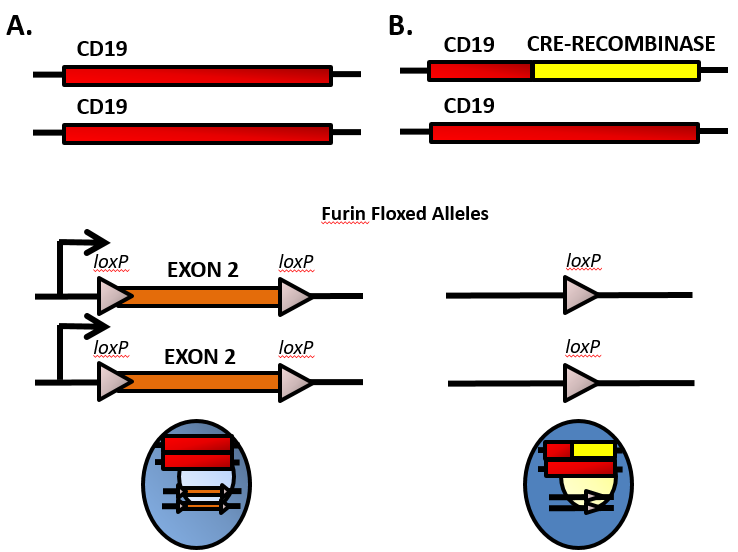 A.
B.
CD19
CD19
CRE-RECOMBINASE
CD19
CD19
Furin Floxed Alleles
loxP
EXON 2
loxP
loxP
loxP
EXON 2
loxP
loxP